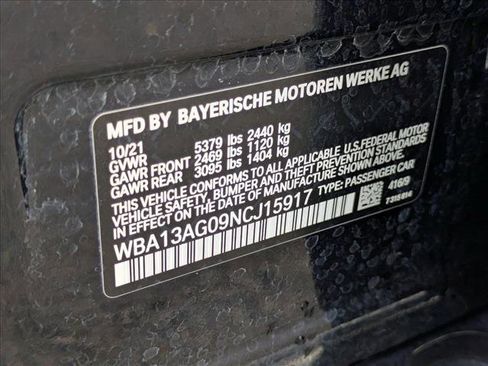 MFD BY BAYERISCHE MOTOREN WERKE AG
10/21
GVWR 5379 lbs 2440 kg
GAWR FRONT 2469 lbs 1120 kg
GAWR REAR 3095 lbs 1404 kg
THIS VEHICLE CONFORMS TO ALL APPLICABLE U.S.FEDERAL MOTOR
VEHICLE SAFETY, BUMPER AND THEFT PREVENTION STANDARDS
IN EFFECT ON THE DATE OF MANUFACTURE SHOWN ABOVE.
WBA13AG09NCJ15917 TYPE: PASSENGER CAR
416/9
7315014